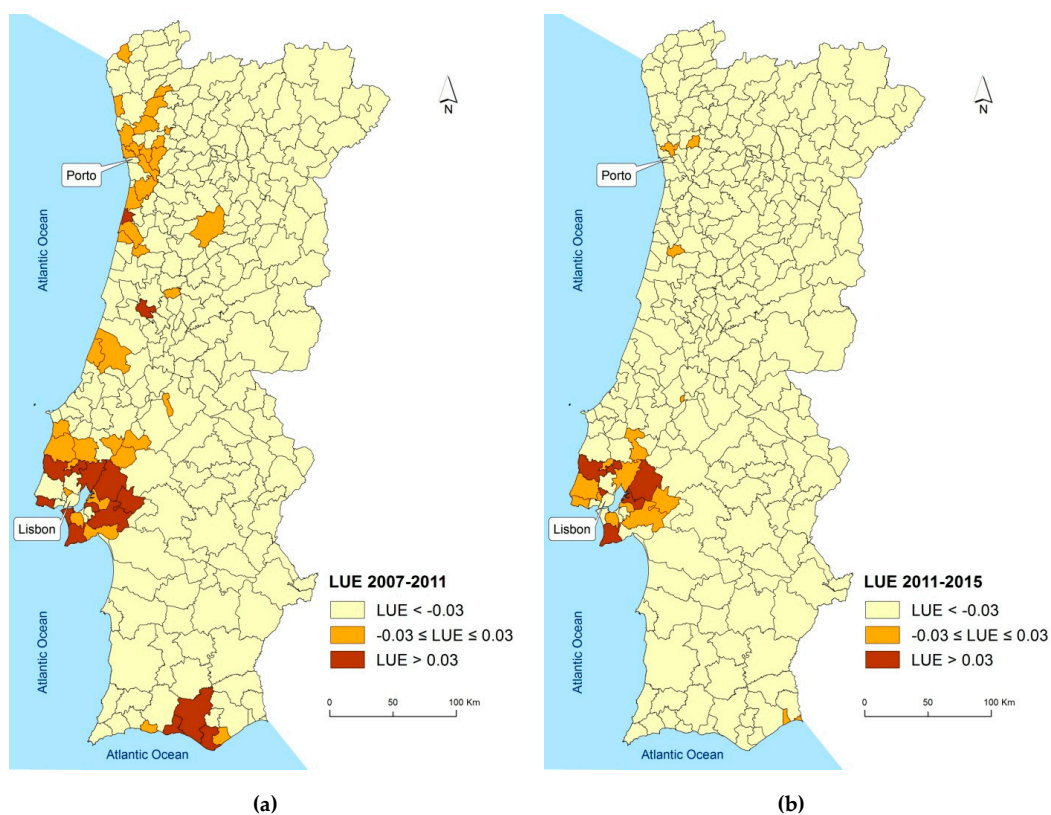 Atlantic Ocean
N
Porto
Atlantic Ocean
Lisbon
LUE 2007-2011
LUE < -0.03
-0.03 ≤ LUE ≤ 0.03
LUE > 0.03
0 50 100 Km
Atlantic Ocean
(a)
Atlantic Ocean
N
Porto
Atlantic Ocean
Lisbon
LUE 2011-2015
LUE < -0.03
-0.03 ≤ LUE ≤ 0.03
LUE > 0.03
0 50 100 Km
Atlantic Ocean
(b)